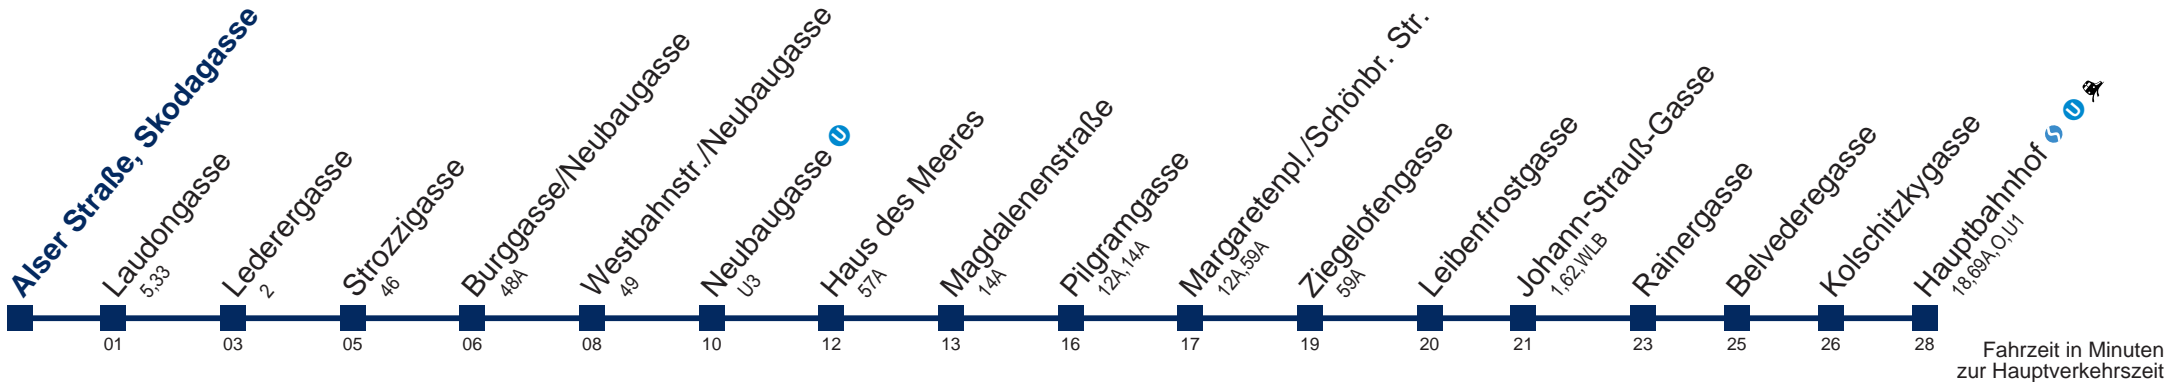 Alser Straße, Skodagasse
Laudongasse
5,33
Lederergasse
2
Strozzigasse
46
Burggasse/Neubaugasse
48A
Westbahnstr./Neubaugasse
49
Neubaugasse U
U3
Haus des Meeres
57A
Magdalenenstraße
14A
Pilgramgasse
12A,14A
Margaretenpl./Schönbr. Str.
12A,59A
Ziegelofengasse
59A
Leibenfrostgasse
Johann-Strauß-Gasse
1,62,WLB
Rainergasse
Belvederegasse
Kolschitzkygasse
Hauptbahnhof S U
18,69A,O,U1
01 03 05 06 08 10 12 13 16 17 19 20 21 23 25 26 28
Fahrzeit in Minuten
zur Hauptverkehrszeit